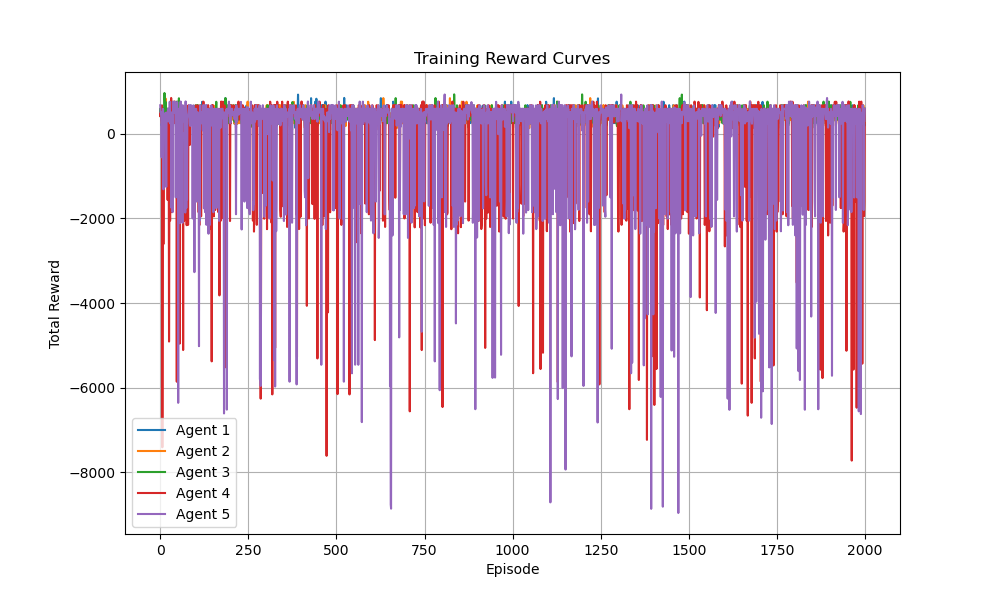 Training Reward Curves
Total Reward
0
−2000
−4000
−6000
−8000
Agent 1
Agent 2
Agent 3
Agent 4
Agent 5
0 250 500 750 1000 1250 1500 1750 2000
Episode